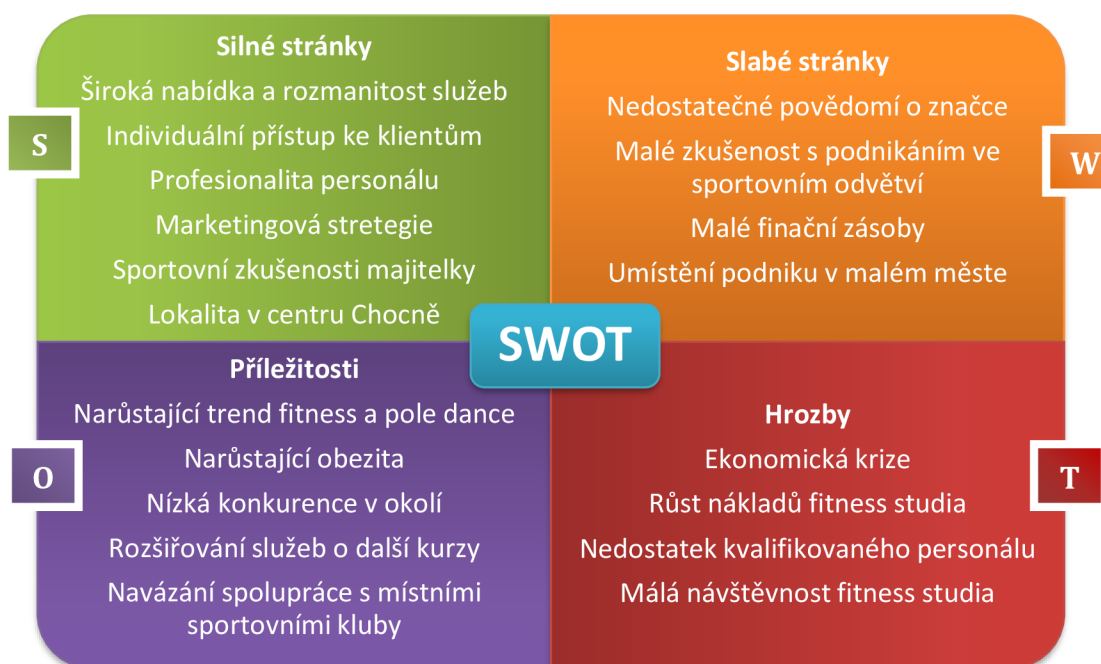 Silné stránky
Široká nabídka a rozmanitost služeb
Individuální přístup ke klientům
Profesionalita personálu
Marketingová stretegie
Sportovní zkušenosti majitelky
Lokalita v centru Chocně
S
Slabé stránky
Nedostatečné povědomí o značce
Malé zkušenost s podnikáním ve
sportovním odvětví
Malé finační zásoby
Umístění podniku v malém měste
W
SWOT
Příležitosti
Narůstající trend fitness a pole dance
Narůstající obezita
Nízká konkurence v okolí
Rozšiřování služeb o další kurzy
Navázání spolupráce s místními
sportovními kluby
O
Hrozby
Ekonomická krize
Růst nákladů fitness studia
Nedostatek kvalifikovaného personálu
Málá návštěvnost fitness studia
T